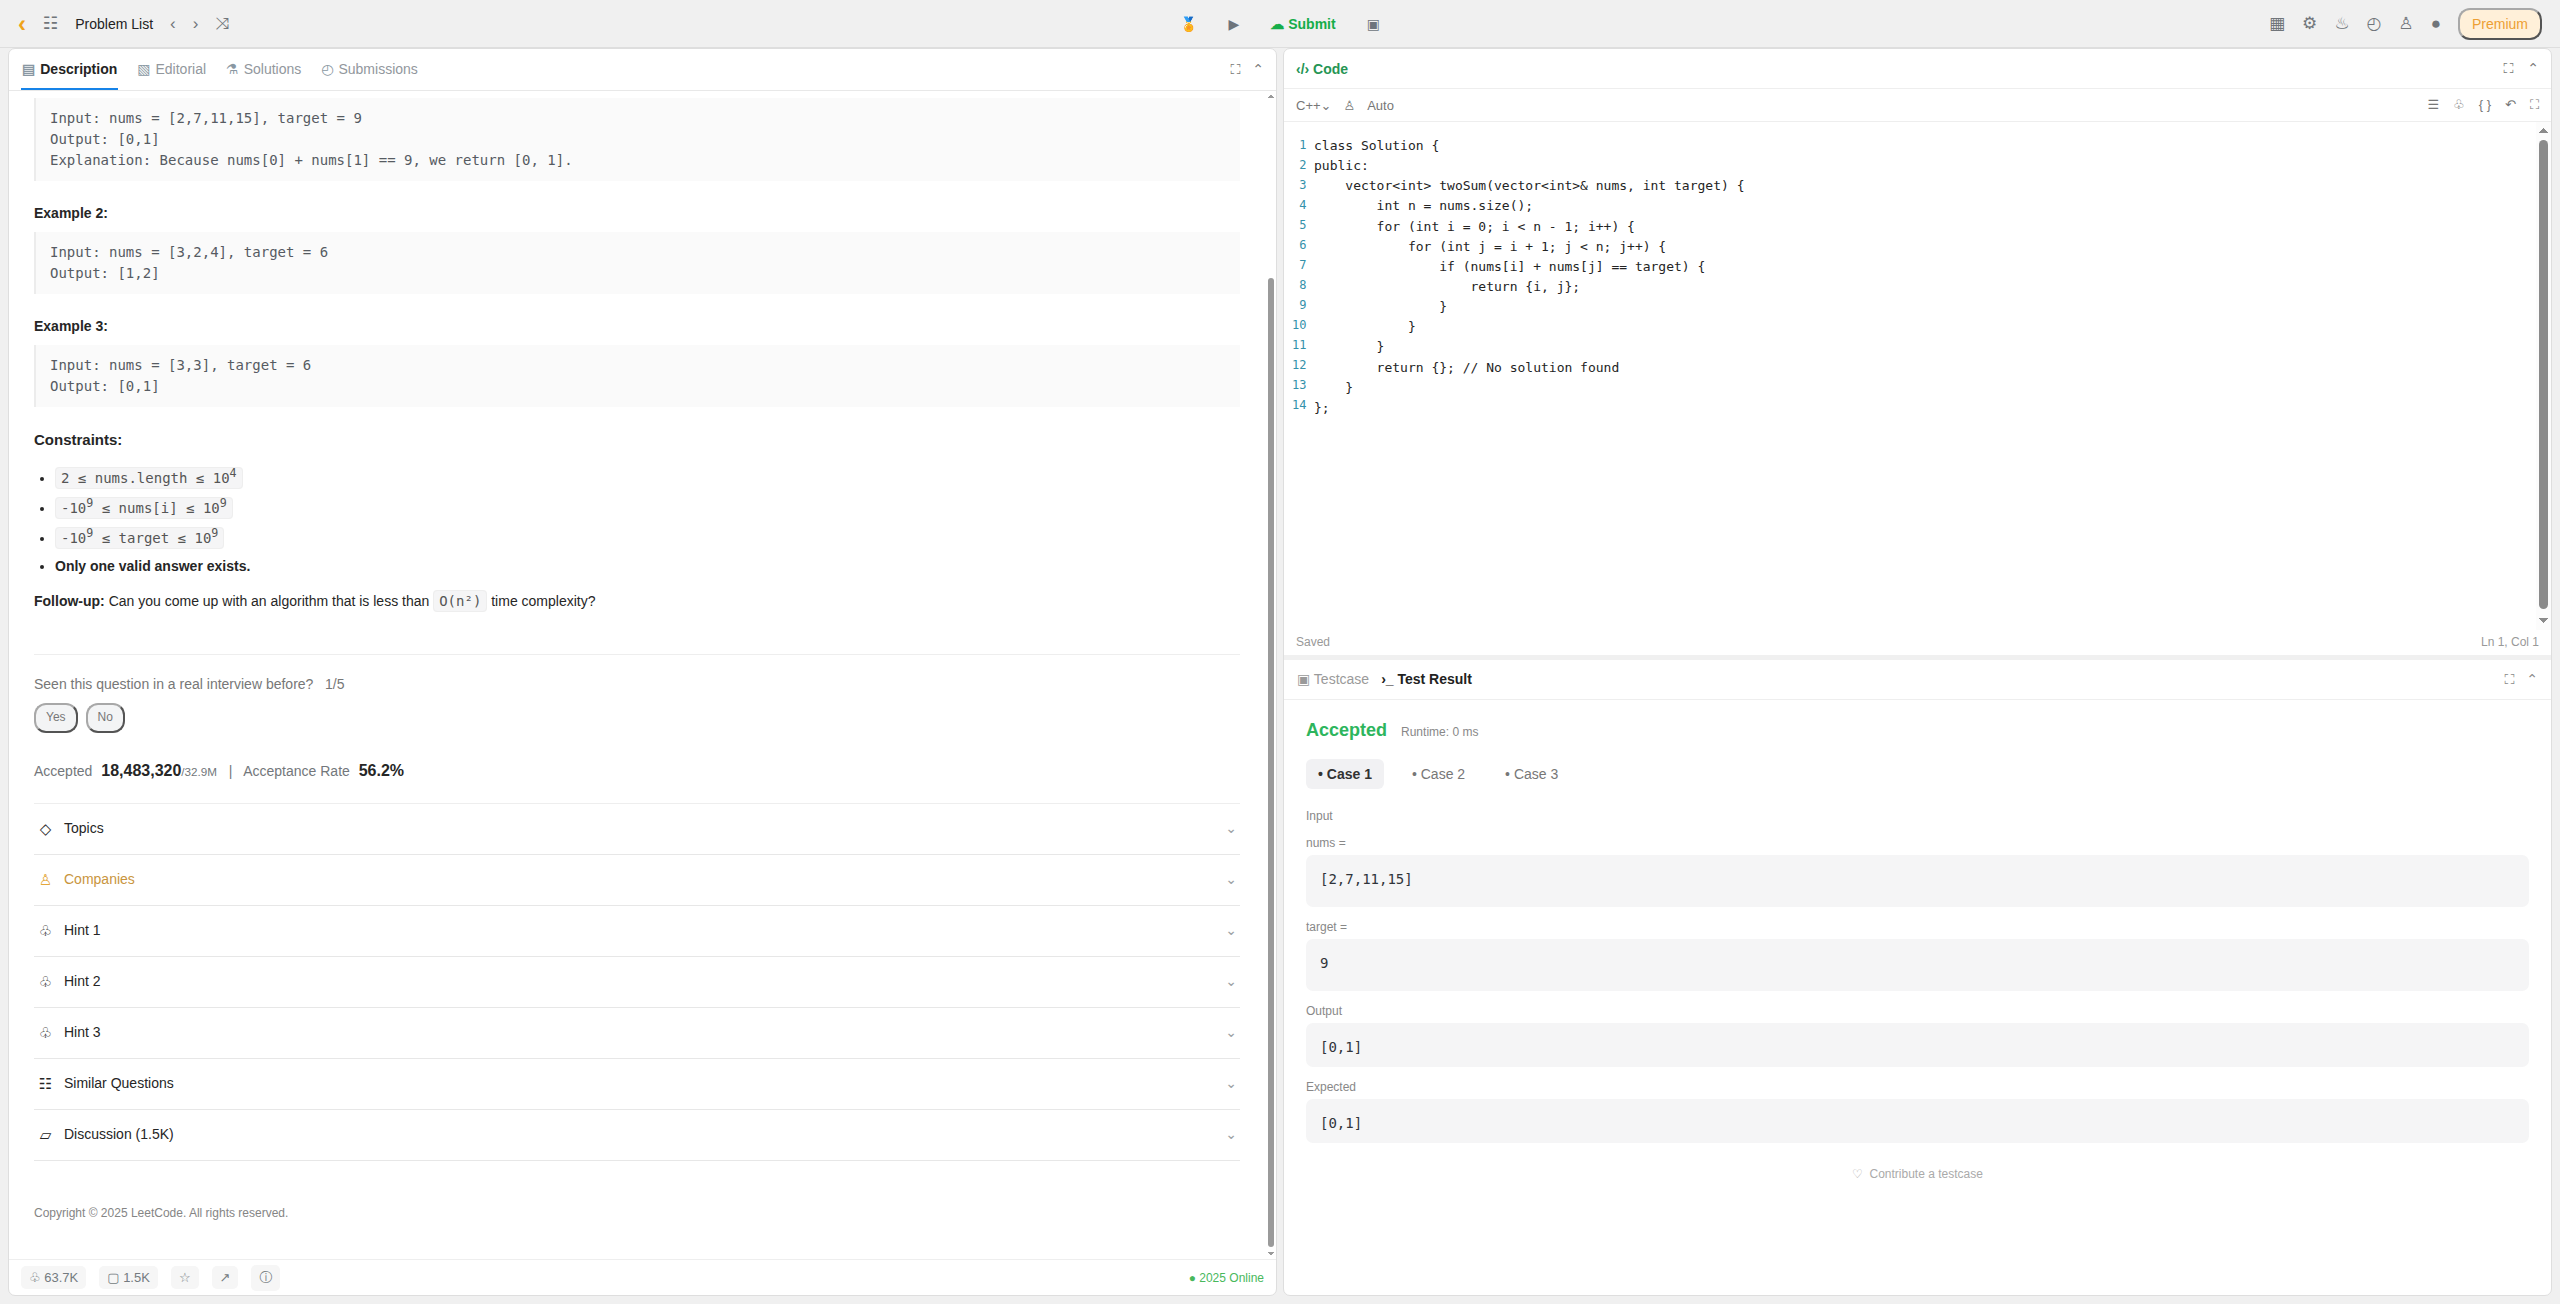 Problem List
Submit
Premium
Description Editorial Solutions Submissions
Input: nums = [2,7,11,15], target = 9
Output: [0,1]
Explanation: Because nums[0] + nums[1] == 9, we return [0, 1].
Example 2:
Input: nums = [3,2,4], target = 6
Output: [1,2]
Example 3:
Input: nums = [3,3], target = 6
Output: [0,1]
Constraints:
• 2 ≤ nums.length ≤ 10⁴
• -10⁹ ≤ nums[i] ≤ 10⁹
• -10⁹ ≤ target ≤ 10⁹
• Only one valid answer exists.
Follow-up: Can you come up with an algorithm that is less than O(n²) time complexity?
Seen this question in a real interview before? 1/5
Yes No
Accepted 18,483,320/32.9M | Acceptance Rate 56.2%
Topics
Companies
Hint 1
Hint 2
Hint 3
Similar Questions
Discussion (1.5K)
Copyright © 2025 LeetCode. All rights reserved.
63.7K 1.5K
● 2025 Online
‹/› Code
C++ Auto
{ }
1 class Solution {
2 public:
3     vector<int> twoSum(vector<int>& nums, int target) {
4         int n = nums.size();
5         for (int i = 0; i < n - 1; i++) {
6             for (int j = i + 1; j < n; j++) {
7                 if (nums[i] + nums[j] == target) {
8                     return {i, j};
9                 }
10             }
11         }
12         return {}; // No solution found
13     }
14 };
Saved Ln 1, Col 1
Testcase ›_ Test Result
Accepted Runtime: 0 ms
• Case 1 • Case 2 • Case 3
Input
nums =
[2,7,11,15]
target =
9
Output
[0,1]
Expected
[0,1]
Contribute a testcase